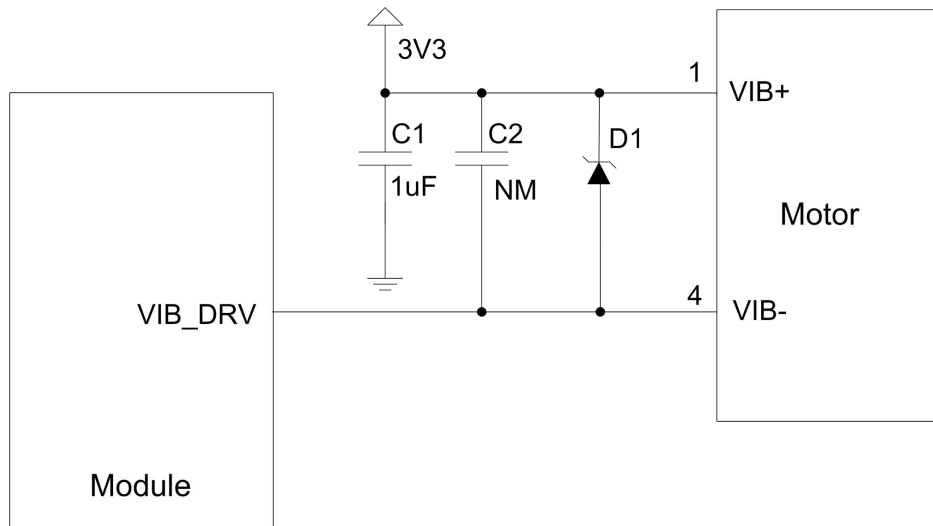 3V3
1
VIB+
C1
C2
D1
1uF
NM
Motor
VIB_DRV
4
VIB-
Module